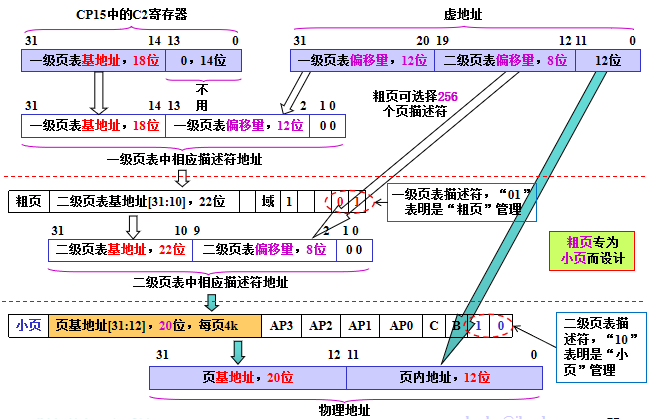 CP15中的C2寄存器
虚地址
31 14 13 0
31 20 19 12 11 0
一级页表基地址，18位 0，14位
一级页表偏移量，12位 二级页表偏移量，8位 12位
不用
31 14 13 2 1 0
一级页表基地址，18位 一级页表偏移量，12位 0 0
粗页可选择256
个页描述符
一级页表中相应描述符地址
粗页 二级页表基地址[31:10]，22位 域 1 0 1
一级页表描述符，“01”
表明是“粗页”管理
31 10 9 2 1 0
二级页表基地址，22位 二级页表偏移量，8位 0 0
粗页专为
小页而设计
二级页表中相应描述符地址
小页 页基地址[31:12]，20位，每页4k AP3 AP2 AP1 AP0 C B 1 0
二级页表描
述符，“10”
表明是“小
页”管理
31 12 11 0
页基地址，20位 页内地址，12位
物理地址